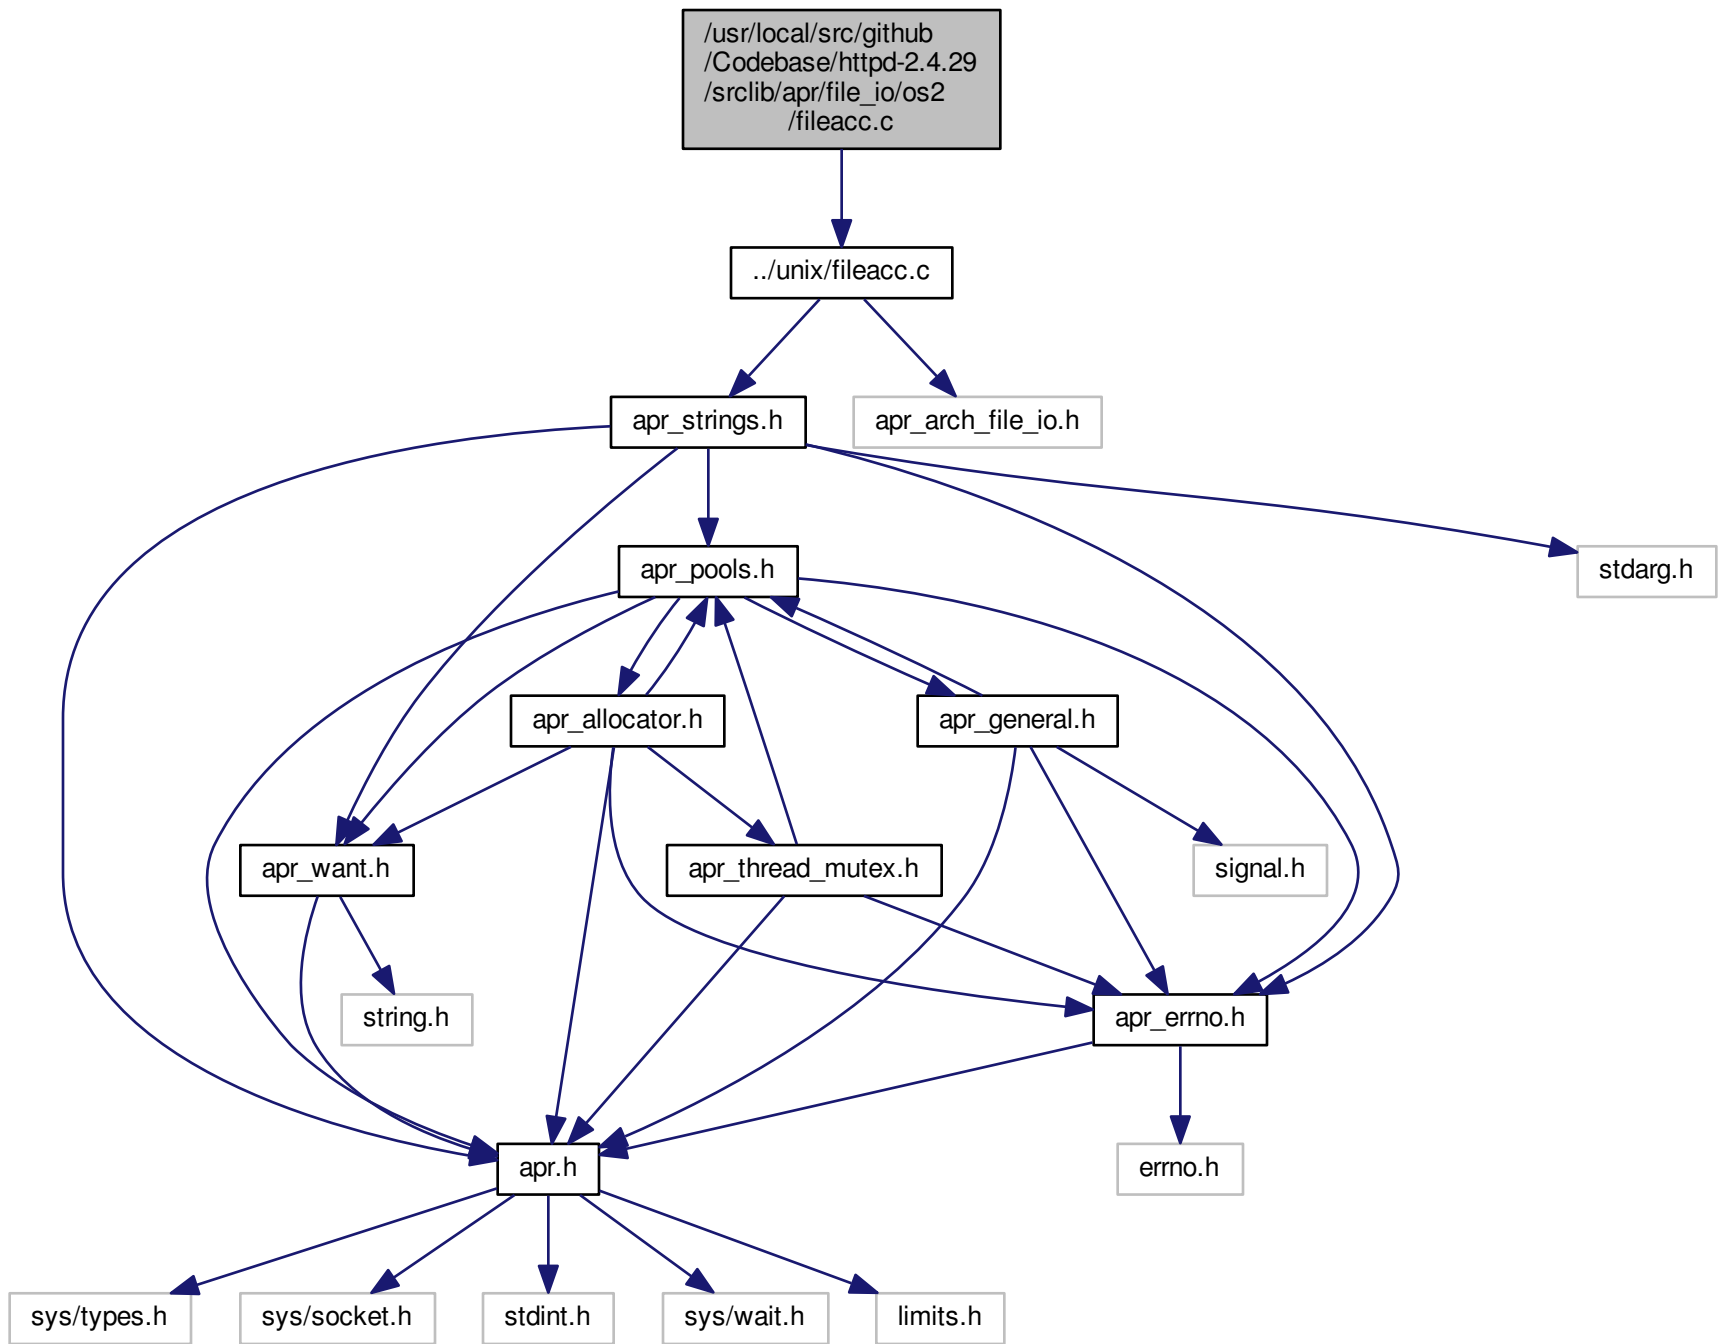 /usr/local/src/github
/Codebase/httpd-2.4.29
/srclib/apr/file_io/os2
/fileacc.c
../unix/fileacc.c
apr_strings.h
apr_arch_file_io.h
apr_pools.h
stdarg.h
apr_allocator.h
apr_general.h
apr_want.h
apr_thread_mutex.h
signal.h
string.h
apr_errno.h
apr.h
errno.h
sys/types.h
sys/socket.h
stdint.h
sys/wait.h
limits.h